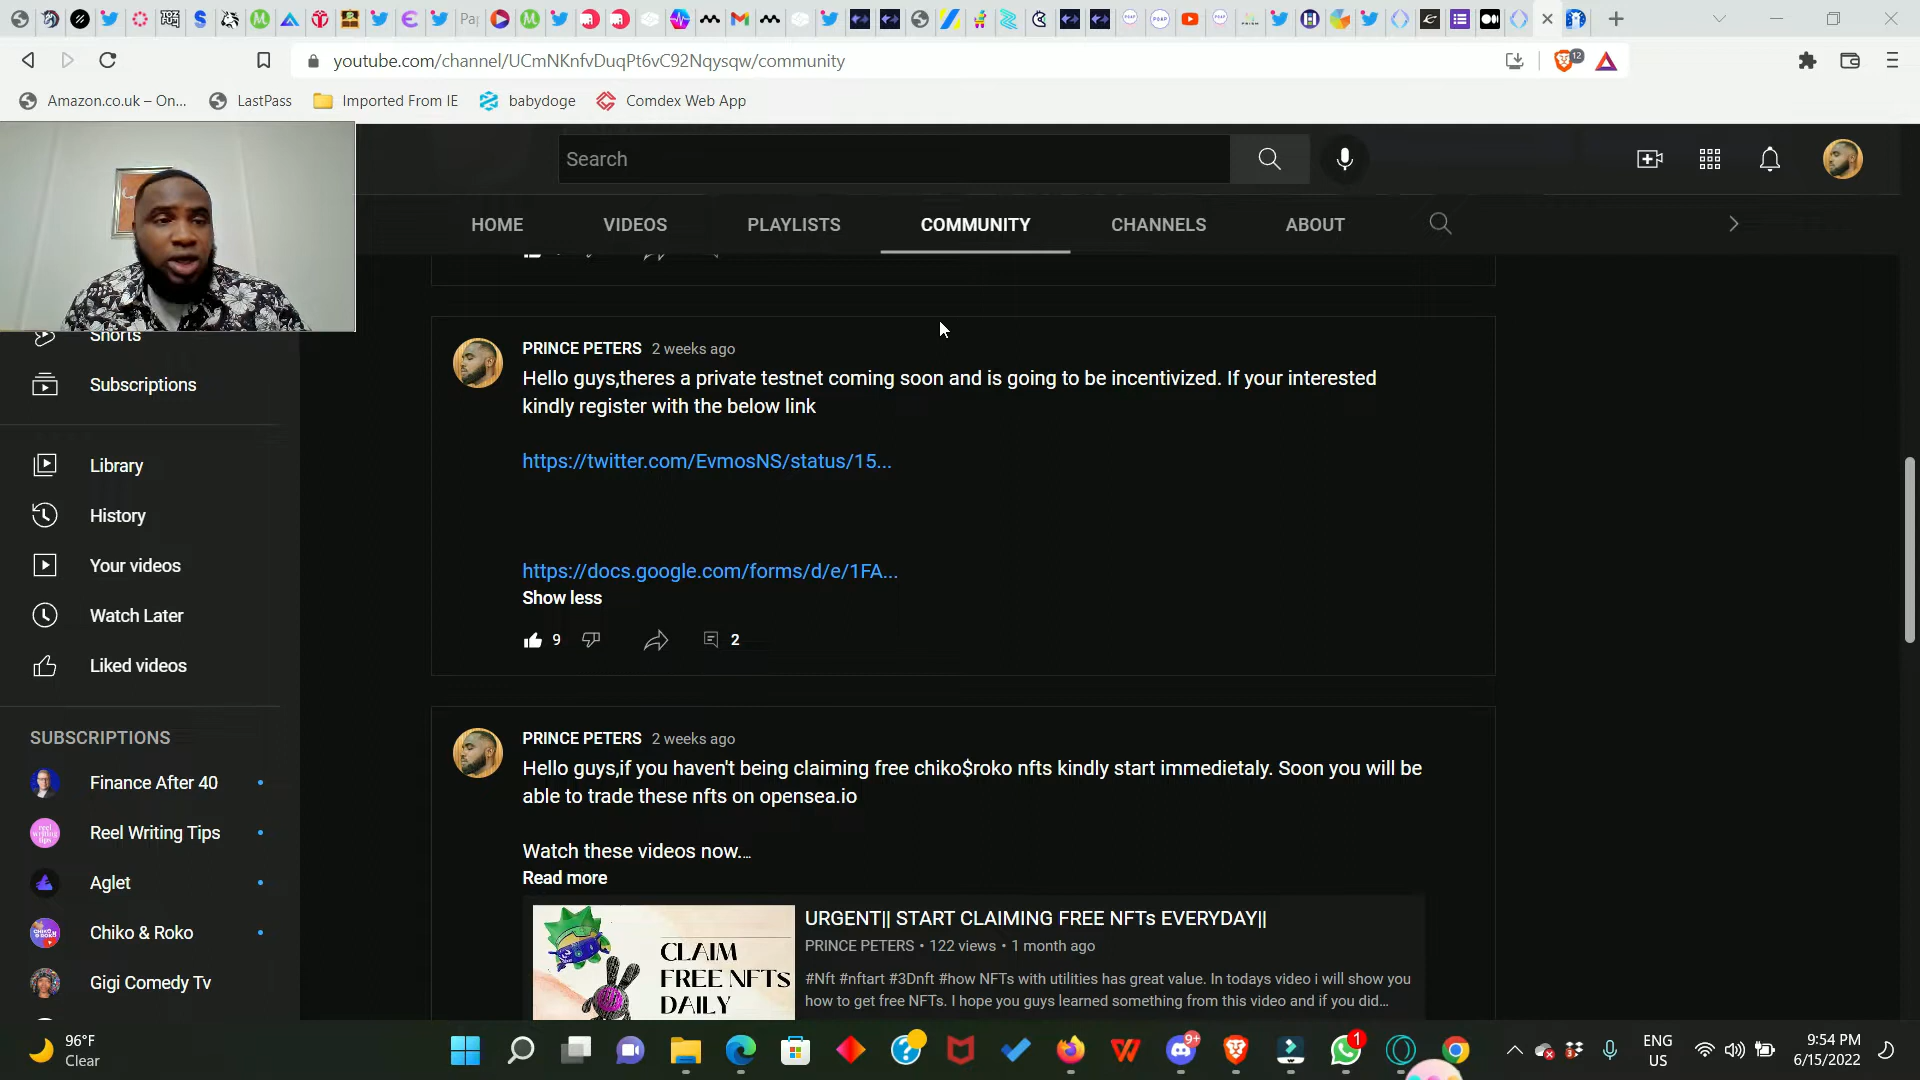 youtube.com/channel/UCmNKnfvDuqPt6vC92Nqysqw/community
12
Amazon.co.uk – On...
LastPass
Imported From IE
babydoge
Comdex Web App
Search
HOME
VIDEOS
PLAYLISTS
COMMUNITY
CHANNELS
ABOUT
Shorts
Subscriptions
Library
History
Your videos
Watch Later
Liked videos
SUBSCRIPTIONS
Finance After 40
Reel Writing Tips
Aglet
Chiko & Roko
Gigi Comedy Tv
PRINCE PETERS 2 weeks ago
Hello guys,theres a private testnet coming soon and is going to be incentivized. If your interested
kindly register with the below link
https://twitter.com/EvmosNS/status/15...
https://docs.google.com/forms/d/e/1FA...
Show less
9
2
PRINCE PETERS 2 weeks ago
Hello guys,if you haven't being claiming free chiko$roko nfts kindly start immedietaly. Soon you will be
able to trade these nfts on opensea.io
Watch these videos now...
Read more
CLAIM
FREE NFTs
DAILY
URGENT|| START CLAIMING FREE NFTs EVERYDAY||
PRINCE PETERS • 122 views • 1 month ago
#Nft #nftart #3Dnft #how NFTs with utilities has great value. In todays video i will show you
how to get free NFTs. I hope you guys learned something from this video and if you did...
96°F
Clear
9+
1
ENG
US
9:54 PM
6/15/2022